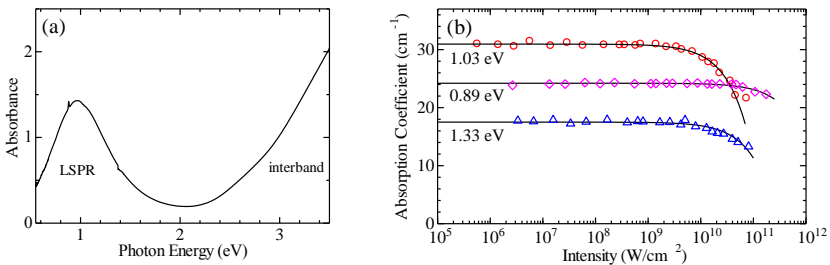 (a)
2
1
0
Absorbance
LSPR
interband
1 2 3
Photon Energy (eV)
(b)
30
20
10
0
Absorption Coefficient (cm⁻¹)
1.03 eV
0.89 eV
1.33 eV
10⁵ 10⁶ 10⁷ 10⁸ 10⁹ 10¹⁰ 10¹¹ 10¹²
Intensity (W/cm²)